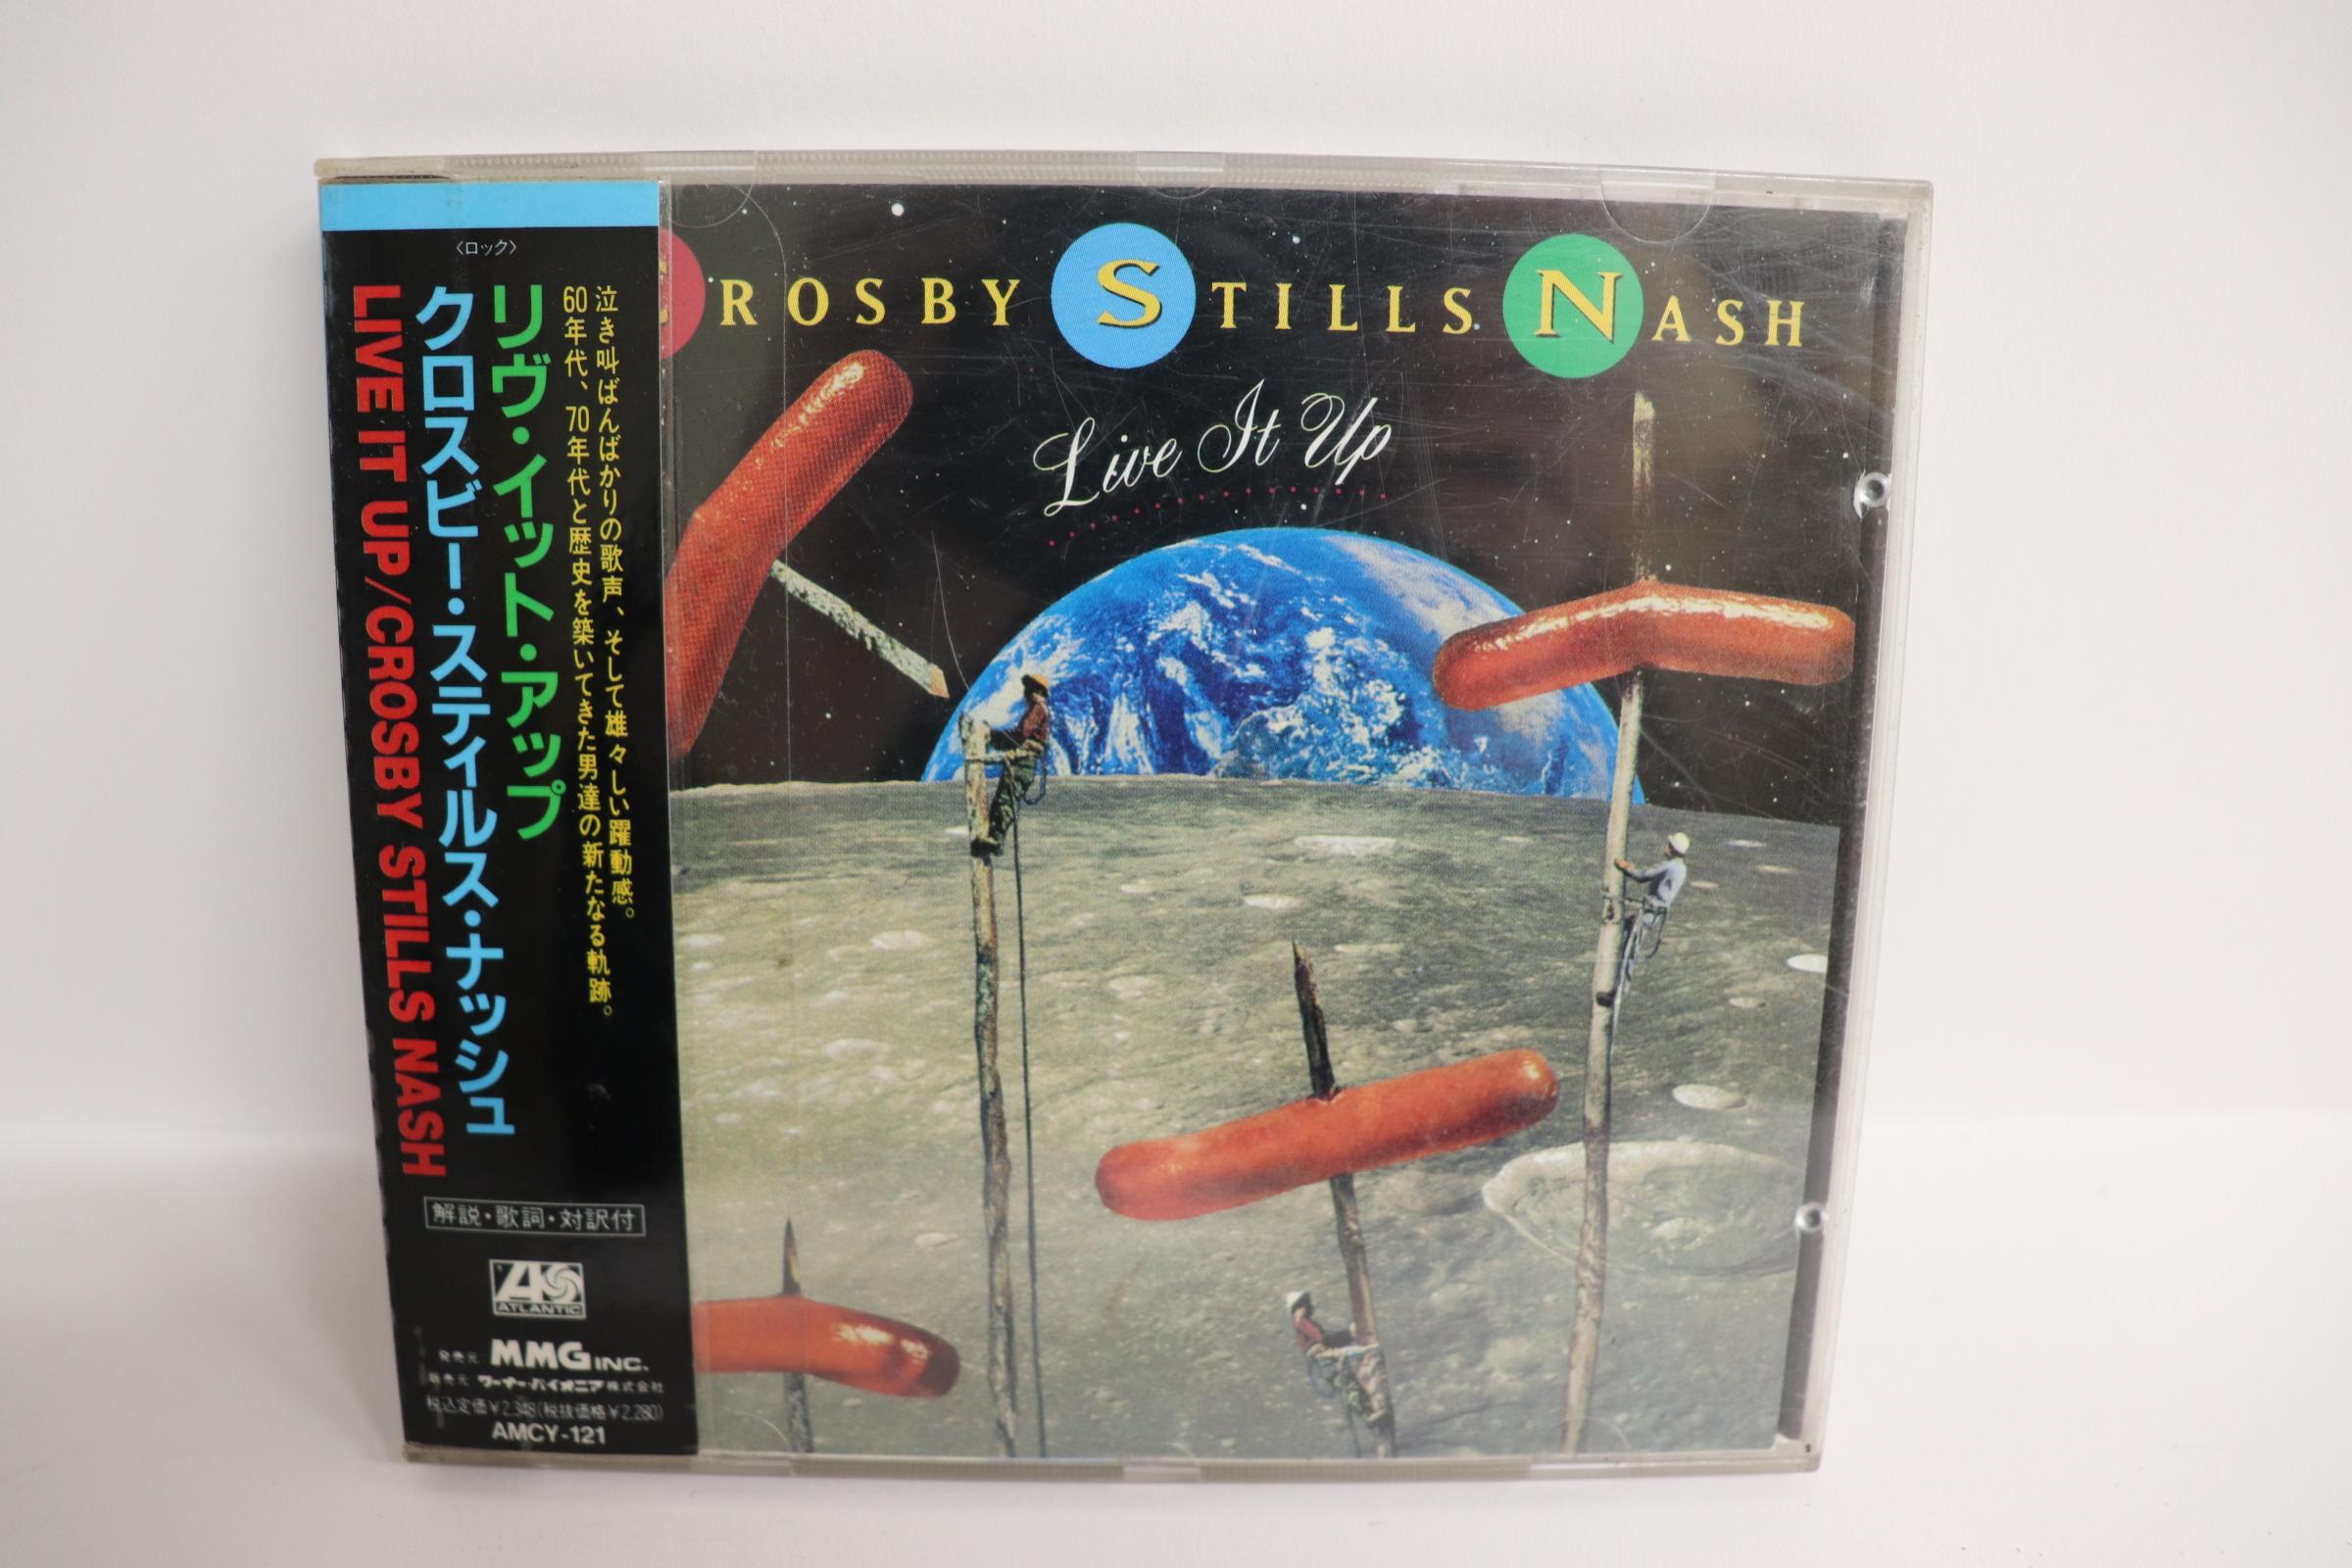 〈ロック〉
泣き叫ばんばかりの歌声、そして雄々しい躍動感。
60年代、70年代と歴史を築いてきた男達の新たなる軌跡。
リヴ・イット・アップ
クロスビー・スティルス・ナッシュ
LIVE IT UP/CROSBY STILLS NASH
解説・歌詞・対訳付
ATLANTIC
発売元 MMG INC.
販売元 ワーナー・パイオニア株式会社
税込定価¥2,348(税抜価格¥2,280)
AMCY-121
CROSBY STILLS NASH
Live It Up